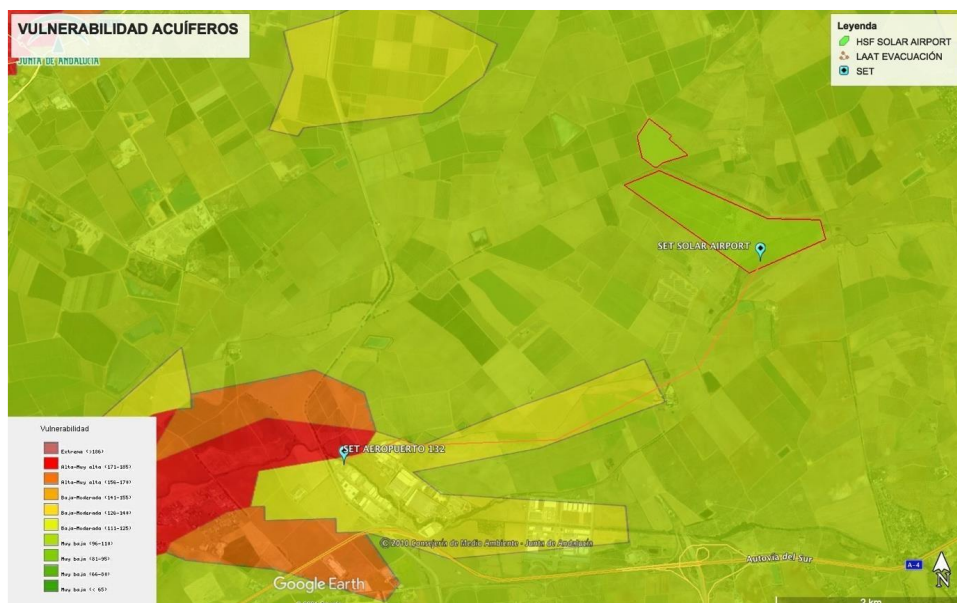 VULNERABILIDAD ACUÍFEROS
JUNTA DE ANDALUCIA
Leyenda
HSF SOLAR AIRPORT
LAAT EVACUACIÓN
SET
SET SOLAR AIRPORT
SET AEROPUERTO 132
Vulnerabilidad
Extrema (>186)
Alta-Muy alta (171-185)
Alta-Muy alta (156-170)
Baja-Moderada (141-155)
Baja-Moderada (126-140)
Baja-Moderada (111-125)
Muy baja (96-110)
Muy baja (81-95)
Muy baja (66-80)
Muy baja (< 65)
© 2010 Consejería de Medio Ambiente - Junta de Andalucía
Google Earth
Autovía del Sur
A-4
N
2 km